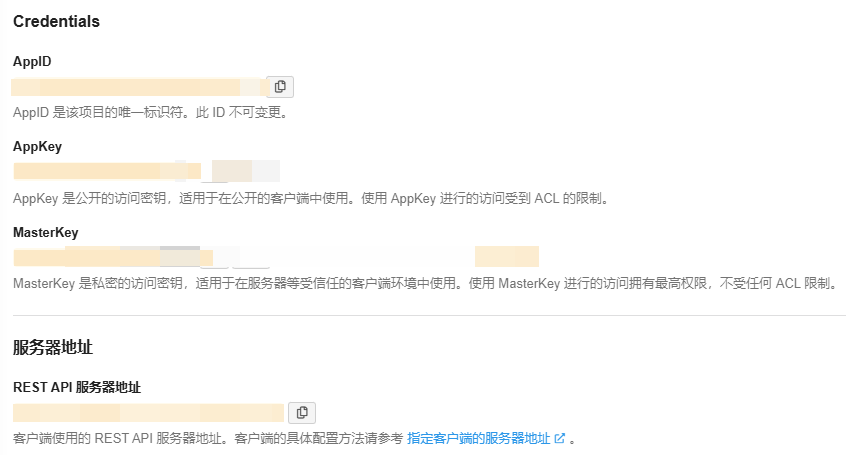 Credentials
AppID
AppID 是该项目的唯一标识符。此 ID 不可变更。
AppKey
AppKey 是公开的访问密钥，适用于在公开的客户端中使用。使用 AppKey 进行的访问受到 ACL 的限制。
MasterKey
MasterKey 是私密的访问密钥，适用于在服务器等受信任的客户端环境中使用。使用 MasterKey 进行的访问拥有最高权限，不受任何 ACL 限制。
服务器地址
REST API 服务器地址
客户端使用的 REST API 服务器地址。客户端的具体配置方法请参考 指定客户端的服务器地址 。